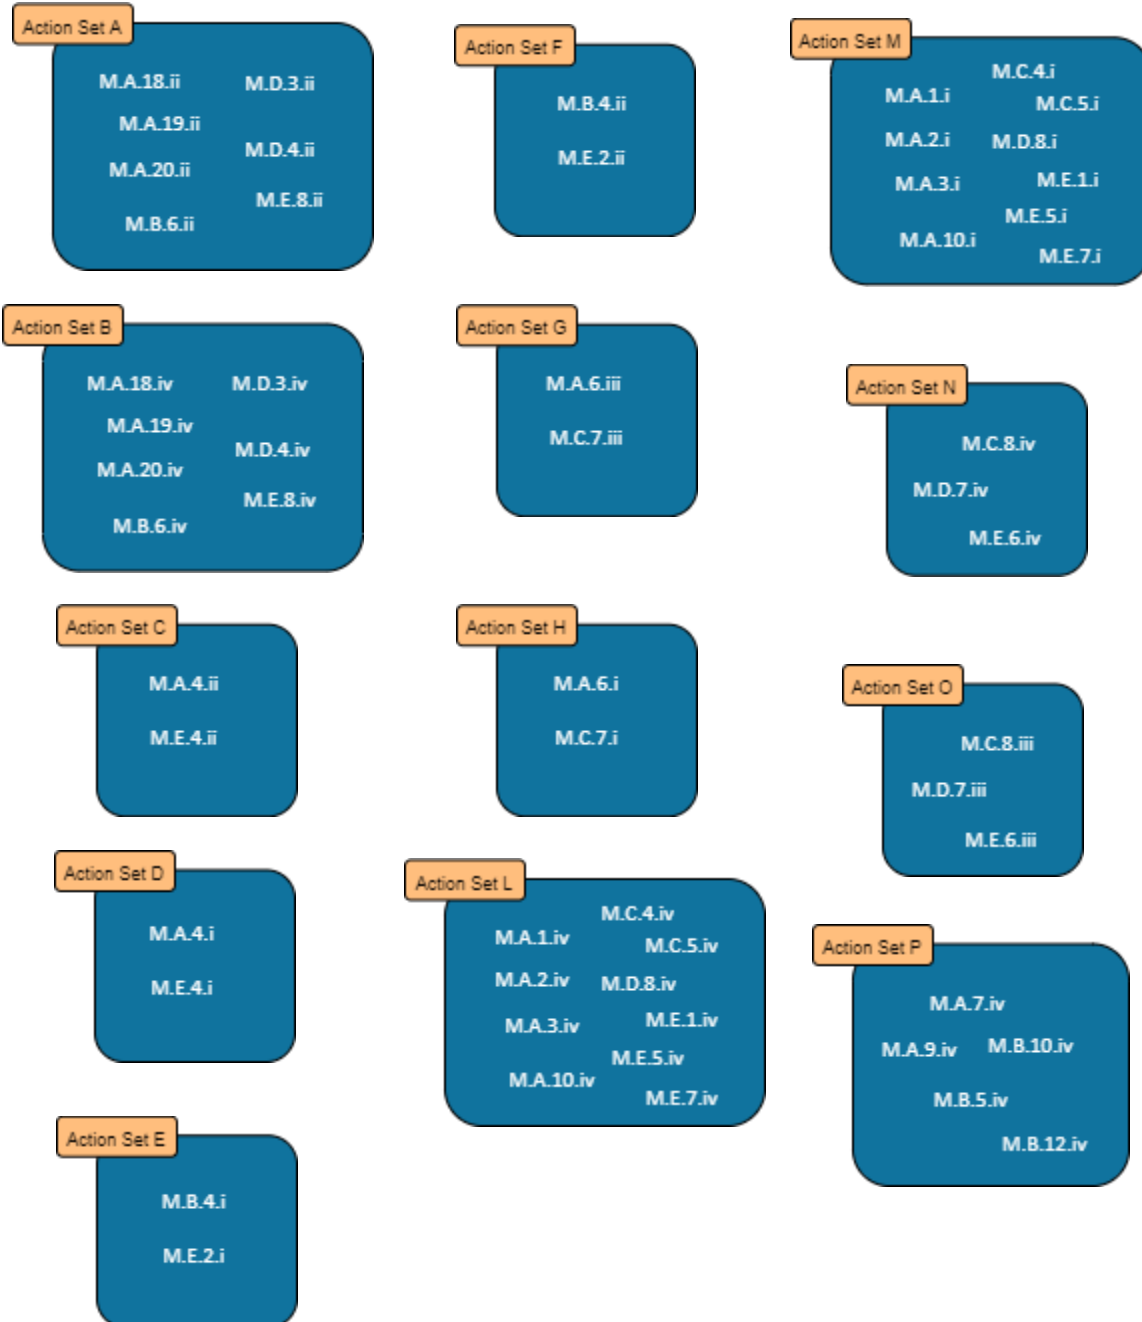 Action Set A
M.A.18.ii
M.D.3.ii
M.A.19.ii
M.D.4.ii
M.A.20.ii
M.E.8.ii
M.B.6.ii
Action Set B
M.A.18.iv
M.D.3.iv
M.A.19.iv
M.D.4.iv
M.A.20.iv
M.E.8.iv
M.B.6.iv
Action Set C
M.A.4.ii
M.E.4.ii
Action Set D
M.A.4.i
M.E.4.i
Action Set E
M.B.4.i
M.E.2.i
Action Set F
M.B.4.ii
M.E.2.ii
Action Set G
M.A.6.iii
M.C.7.iii
Action Set H
M.A.6.i
M.C.7.i
Action Set L
M.C.4.iv
M.A.1.iv
M.C.5.iv
M.A.2.iv
M.D.8.iv
M.A.3.iv
M.E.1.iv
M.E.5.iv
M.A.10.iv
M.E.7.iv
Action Set M
M.C.4.i
M.A.1.i
M.C.5.i
M.A.2.i
M.D.8.i
M.A.3.i
M.E.1.i
M.E.5.i
M.A.10.i
M.E.7.i
Action Set N
M.C.8.iv
M.D.7.iv
M.E.6.iv
Action Set O
M.C.8.iii
M.D.7.iii
M.E.6.iii
Action Set P
M.A.7.iv
M.A.9.iv
M.B.10.iv
M.B.5.iv
M.B.12.iv